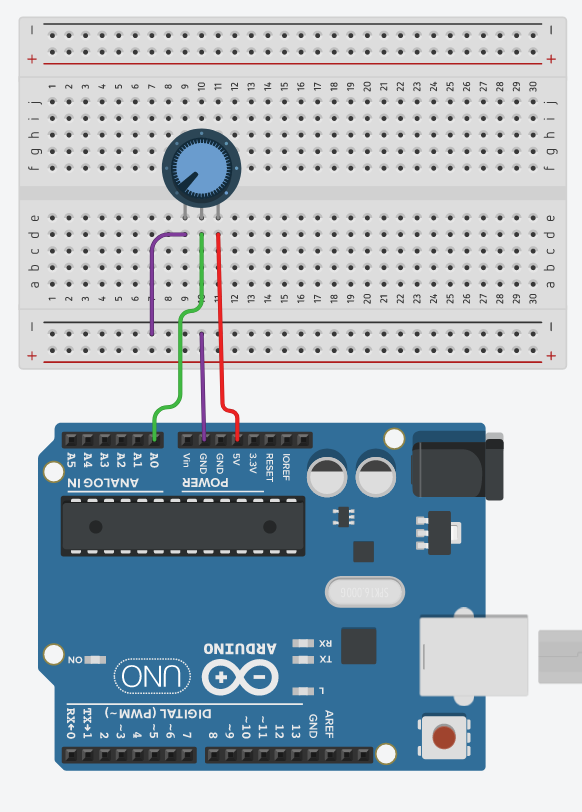 − −
+ +
1 2 3 4 5 6 7 8 9 10 11 12 13 14 15 16 17 18 19 20 21 22 23 24 25 26 27 28 29 30
j j
i i
h h
g g
f f
e e
d d
c c
b b
a a
1 2 3 4 5 6 7 8 9 10 11 12 13 14 15 16 17 18 19 20 21 22 23 24 25 26 27 28 29 30
− −
+ +
A5 A4 A3 A2 A1 A0 Vin GND GND 5V 3.3V RESET IOREF
ANALOG IN POWER
SPK16.000G
RX
TX
ON
UNO
ARDUINO
L
DIGITAL (PWM ~)
RX←0 TX→1 2 ~3 4 ~5 ~6 7 8 ~9 ~10 ~11 12 13 GND AREF